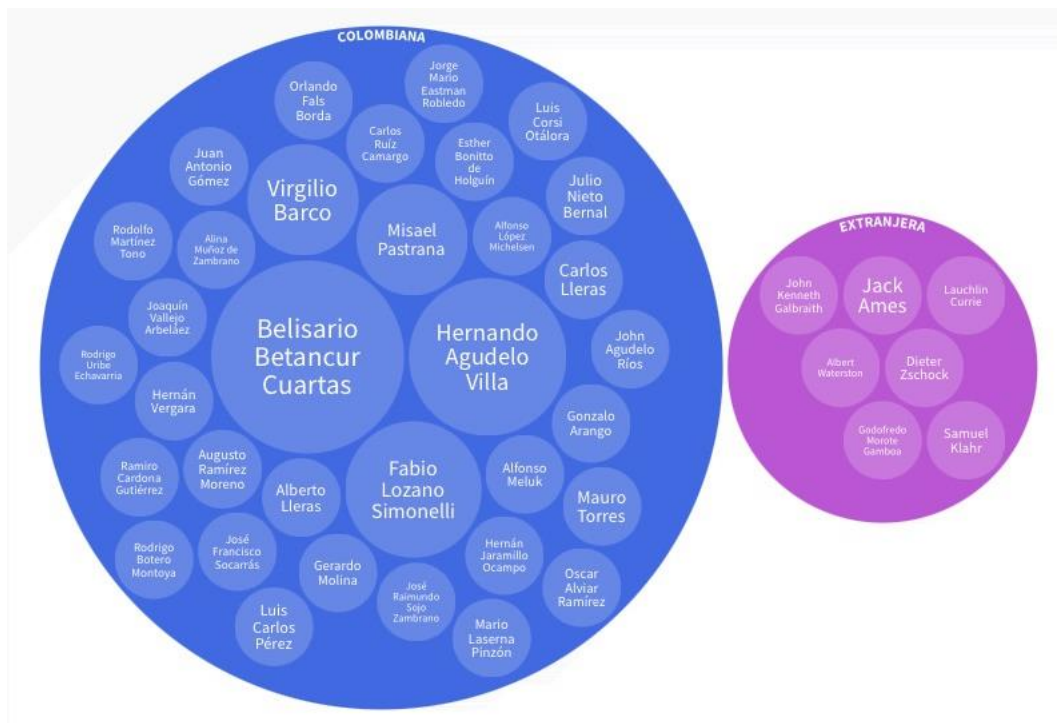 COLOMBIANA
Jorge
Mario
Eastman
Robledo
Orlando
Fals
Borda
Luis
Corsi
Otálora
Carlos
Ruíz
Camargo
Esther
Bonitto
de
Holguín
Juan
Antonio
Gómez
Virgilio
Barco
Julio
Nieto
Bernal
Misael
Pastrana
Alfonso
López
Michelsen
Rodolfo
Martínez
Tono
Alina
Muñoz de
Zambrano
Carlos
Lleras
Joaquín
Vallejo
Arbeláez
Belisario
Betancur
Cuartas
Hernando
Agudelo
Villa
John
Agudelo
Ríos
Rodrigo
Uribe
Echavarria
Hernán
Vergara
Gonzalo
Arango
Ramiro
Cardona
Gutiérrez
Augusto
Ramírez
Moreno
Alberto
Lleras
Fabio
Lozano
Simonelli
Alfonso
Meluk
Mauro
Torres
Rodrigo
Botero
Montoya
José
Francisco
Socarrás
Gerardo
Molina
Hernán
Jaramillo
Ocampo
Oscar
Alviar
Ramírez
José
Raimundo
Sojo
Zambrano
Luis
Carlos
Pérez
Mario
Laserna
Pinzón
EXTRANJERA
John
Kenneth
Galbraith
Jack
Ames
Lauchlin
Currie
Albert
Waterston
Dieter
Zschock
Godofredo
Morote
Gamboa
Samuel
Klahr